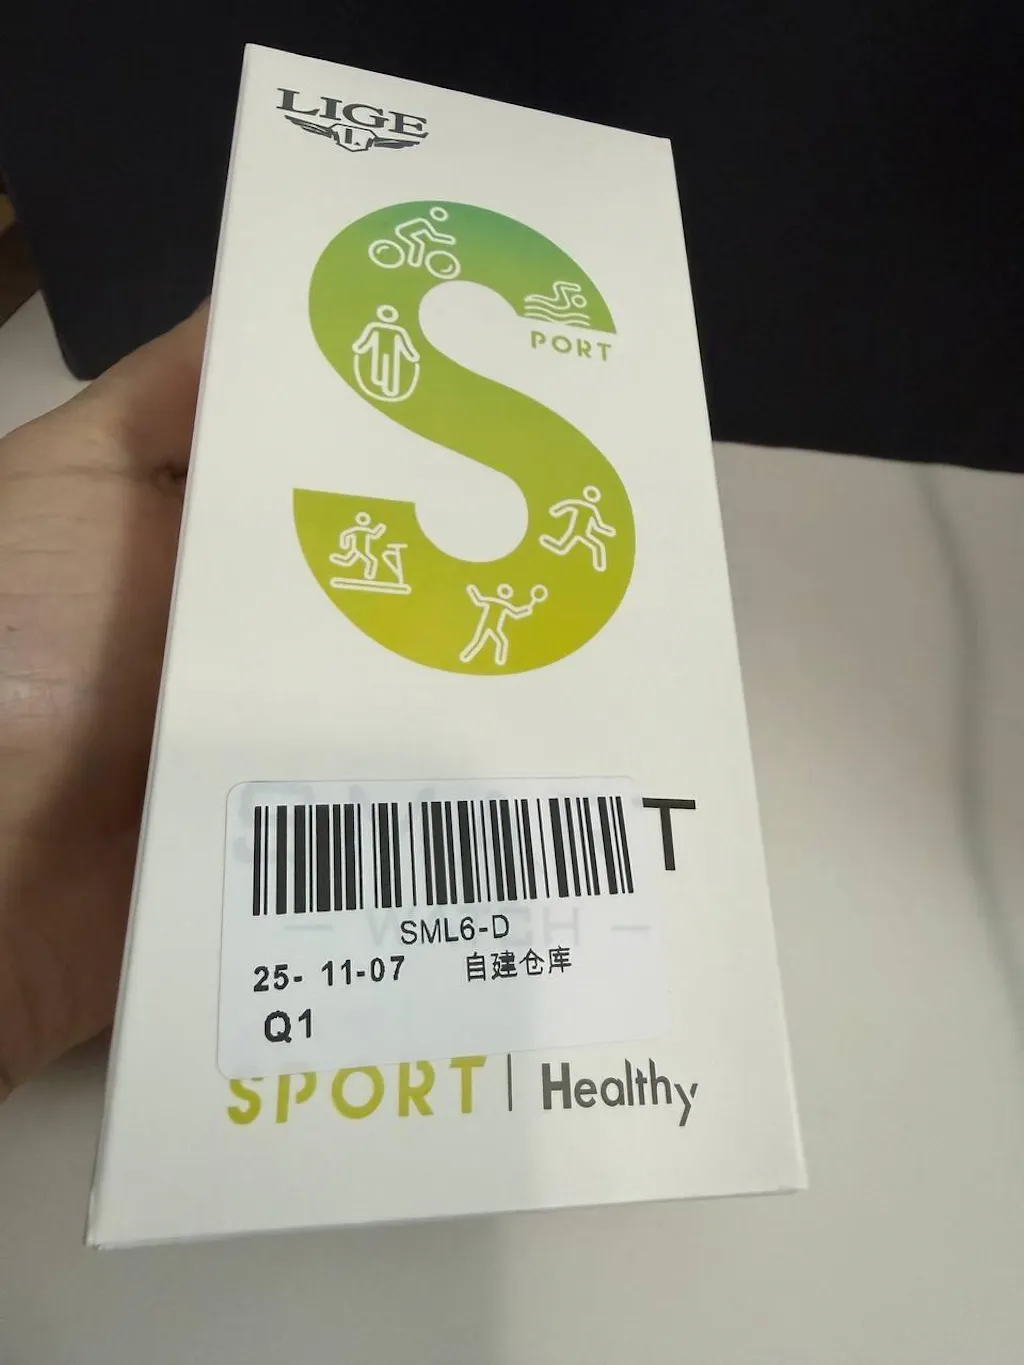 LIGE
L
PORT
T
SML6-D
25- 11-07 自建仓库
Q1
SPORT | Healthy